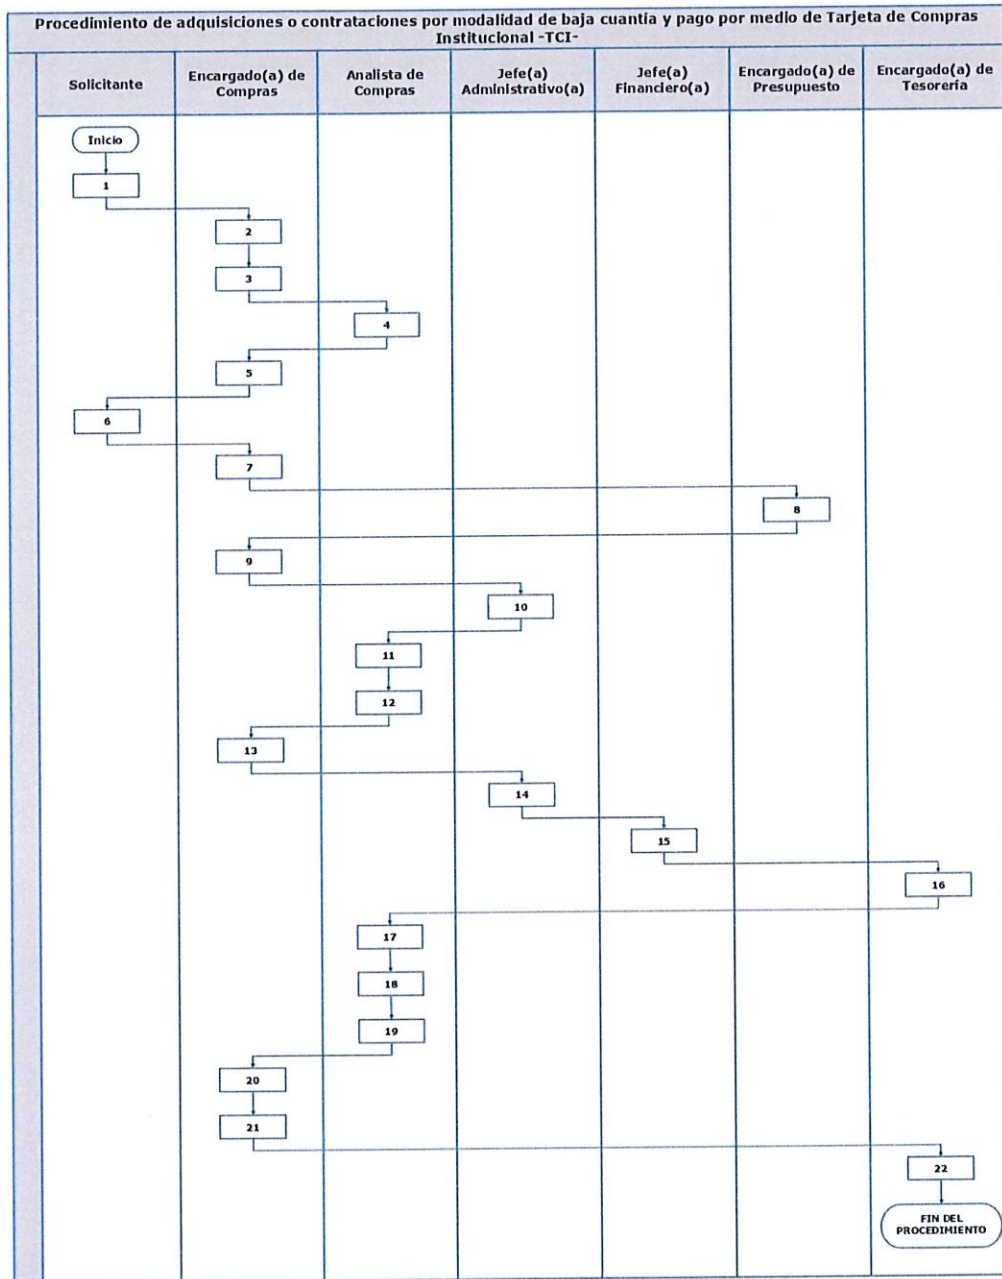 Procedimiento de adquisiciones o contrataciones por modalidad de baja cuantía y pago por medio de Tarjeta de Compras
Institucional -TCI-
Solicitante
Encargado(a) de
Compras
Analista de
Compras
Jefe(a)
Administrativo(a)
Jefe(a)
Financiero(a)
Encargado(a) de
Presupuesto
Encargado(a) de
Tesorería
Inicio
1
2
3
4
5
6
7
8
9
10
11
12
13
14
15
16
17
18
19
20
21
22
FIN DEL
PROCEDIMIENTO